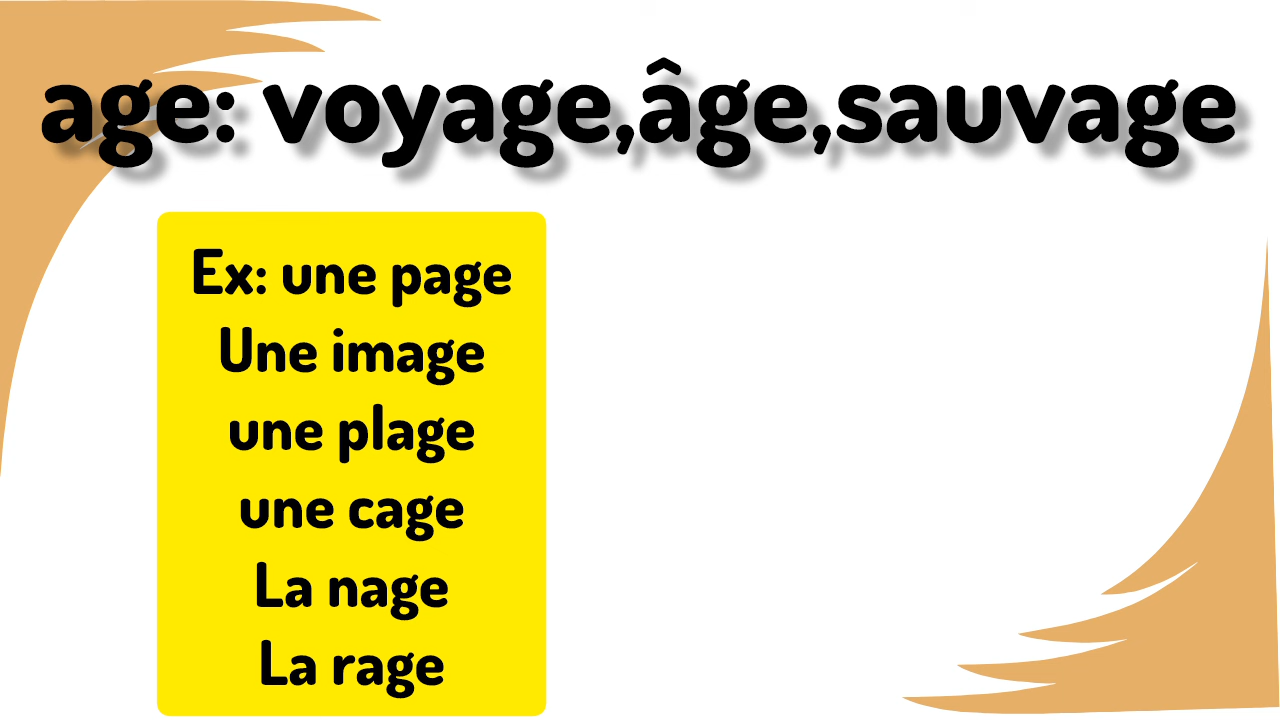 age: voyage,âge,sauvage
Ex: une page
Une image
une plage
une cage
La nage
La rage